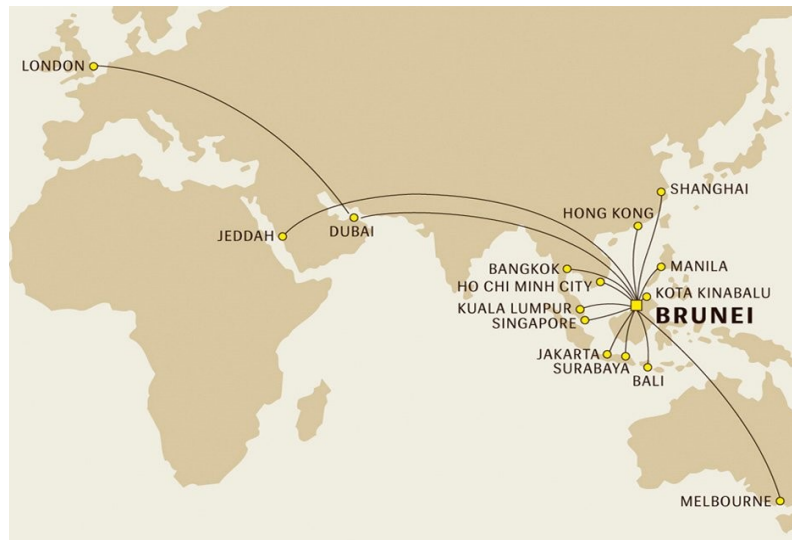 LONDON
SHANGHAI
HONG KONG
JEDDAH
DUBAI
BANGKOK
MANILA
HO CHI MINH CITY
KOTA KINABALU
KUALA LUMPUR
BRUNEI
SINGAPORE
JAKARTA
SURABAYA
BALI
MELBOURNE